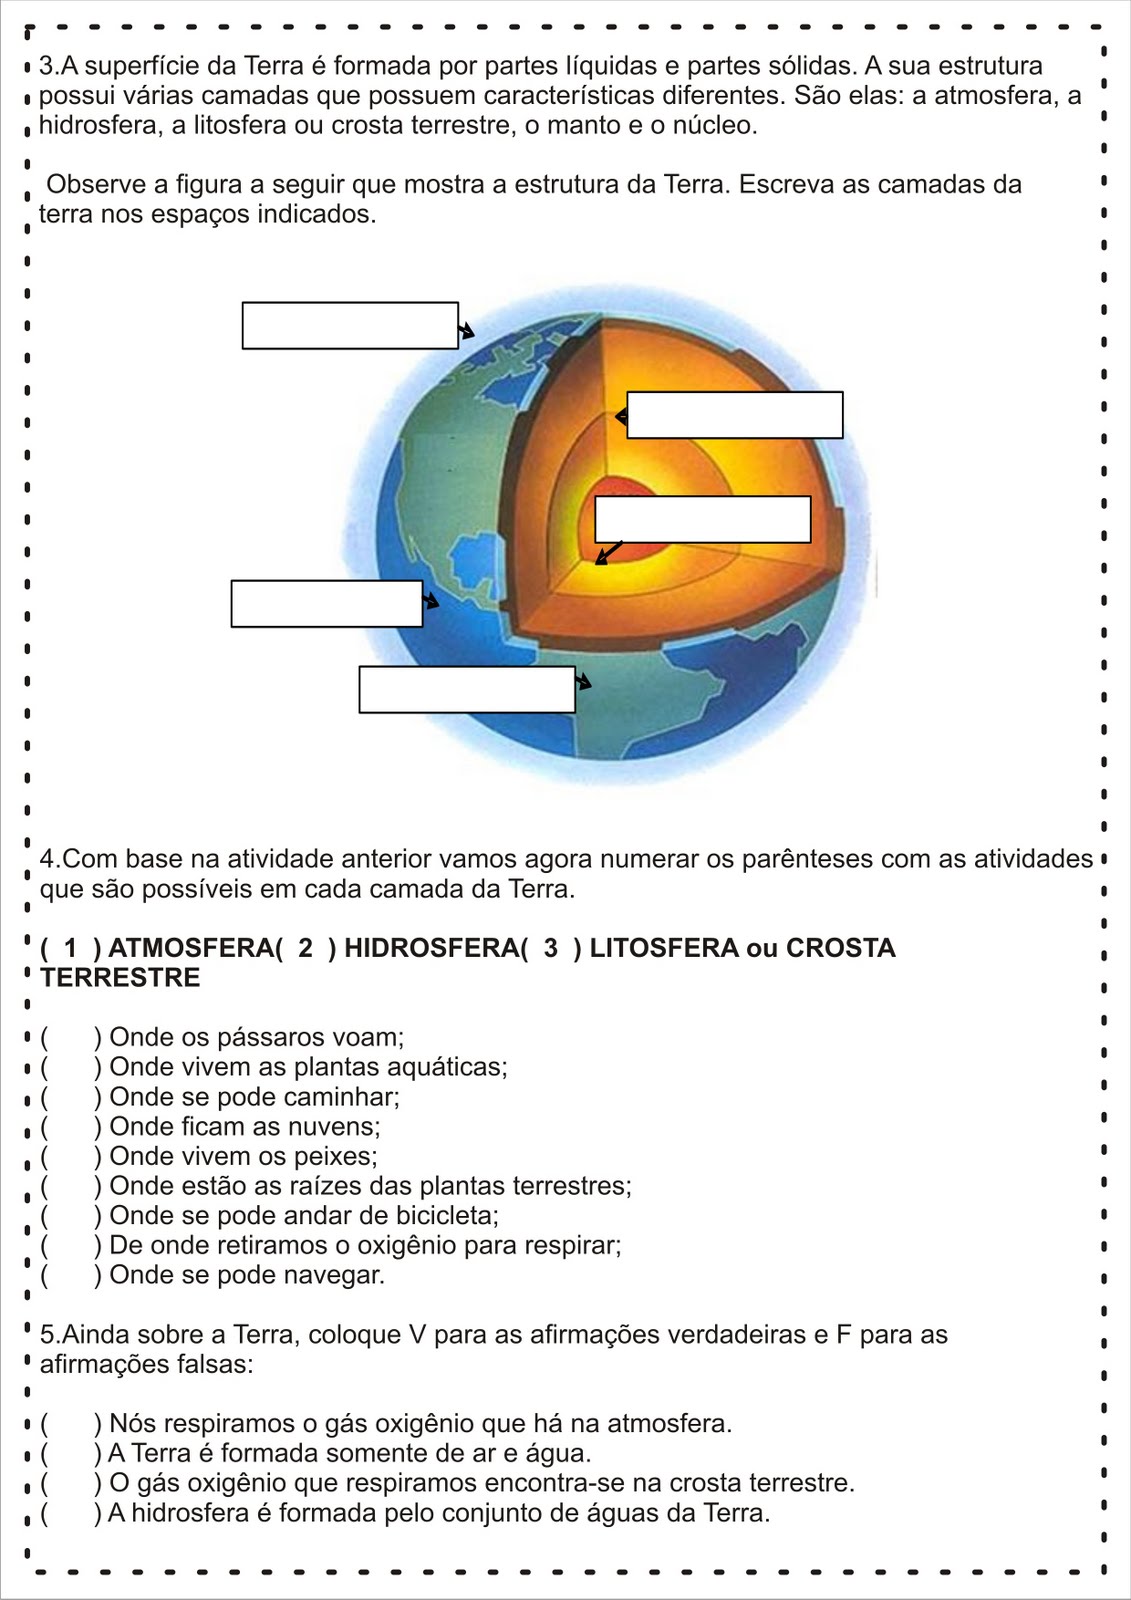 3.A superfície da Terra é formada por partes líquidas e partes sólidas. A sua estrutura
possui várias camadas que possuem características diferentes. São elas: a atmosfera, a
hidrosfera, a litosfera ou crosta terrestre, o manto e o núcleo.
Observe a figura a seguir que mostra a estrutura da Terra. Escreva as camadas da
terra nos espaços indicados.
4.Com base na atividade anterior vamos agora numerar os parênteses com as atividades
que são possíveis em cada camada da Terra.
( 1 ) ATMOSFERA( 2 ) HIDROSFERA( 3 ) LITOSFERA ou CROSTA
TERRESTRE
( ) Onde os pássaros voam;
( ) Onde vivem as plantas aquáticas;
( ) Onde se pode caminhar;
( ) Onde ficam as nuvens;
( ) Onde vivem os peixes;
( ) Onde estão as raízes das plantas terrestres;
( ) Onde se pode andar de bicicleta;
( ) De onde retiramos o oxigênio para respirar;
( ) Onde se pode navegar.
5.Ainda sobre a Terra, coloque V para as afirmações verdadeiras e F para as
afirmações falsas:
( ) Nós respiramos o gás oxigênio que há na atmosfera.
( ) A Terra é formada somente de ar e água.
( ) O gás oxigênio que respiramos encontra-se na crosta terrestre.
( ) A hidrosfera é formada pelo conjunto de águas da Terra.